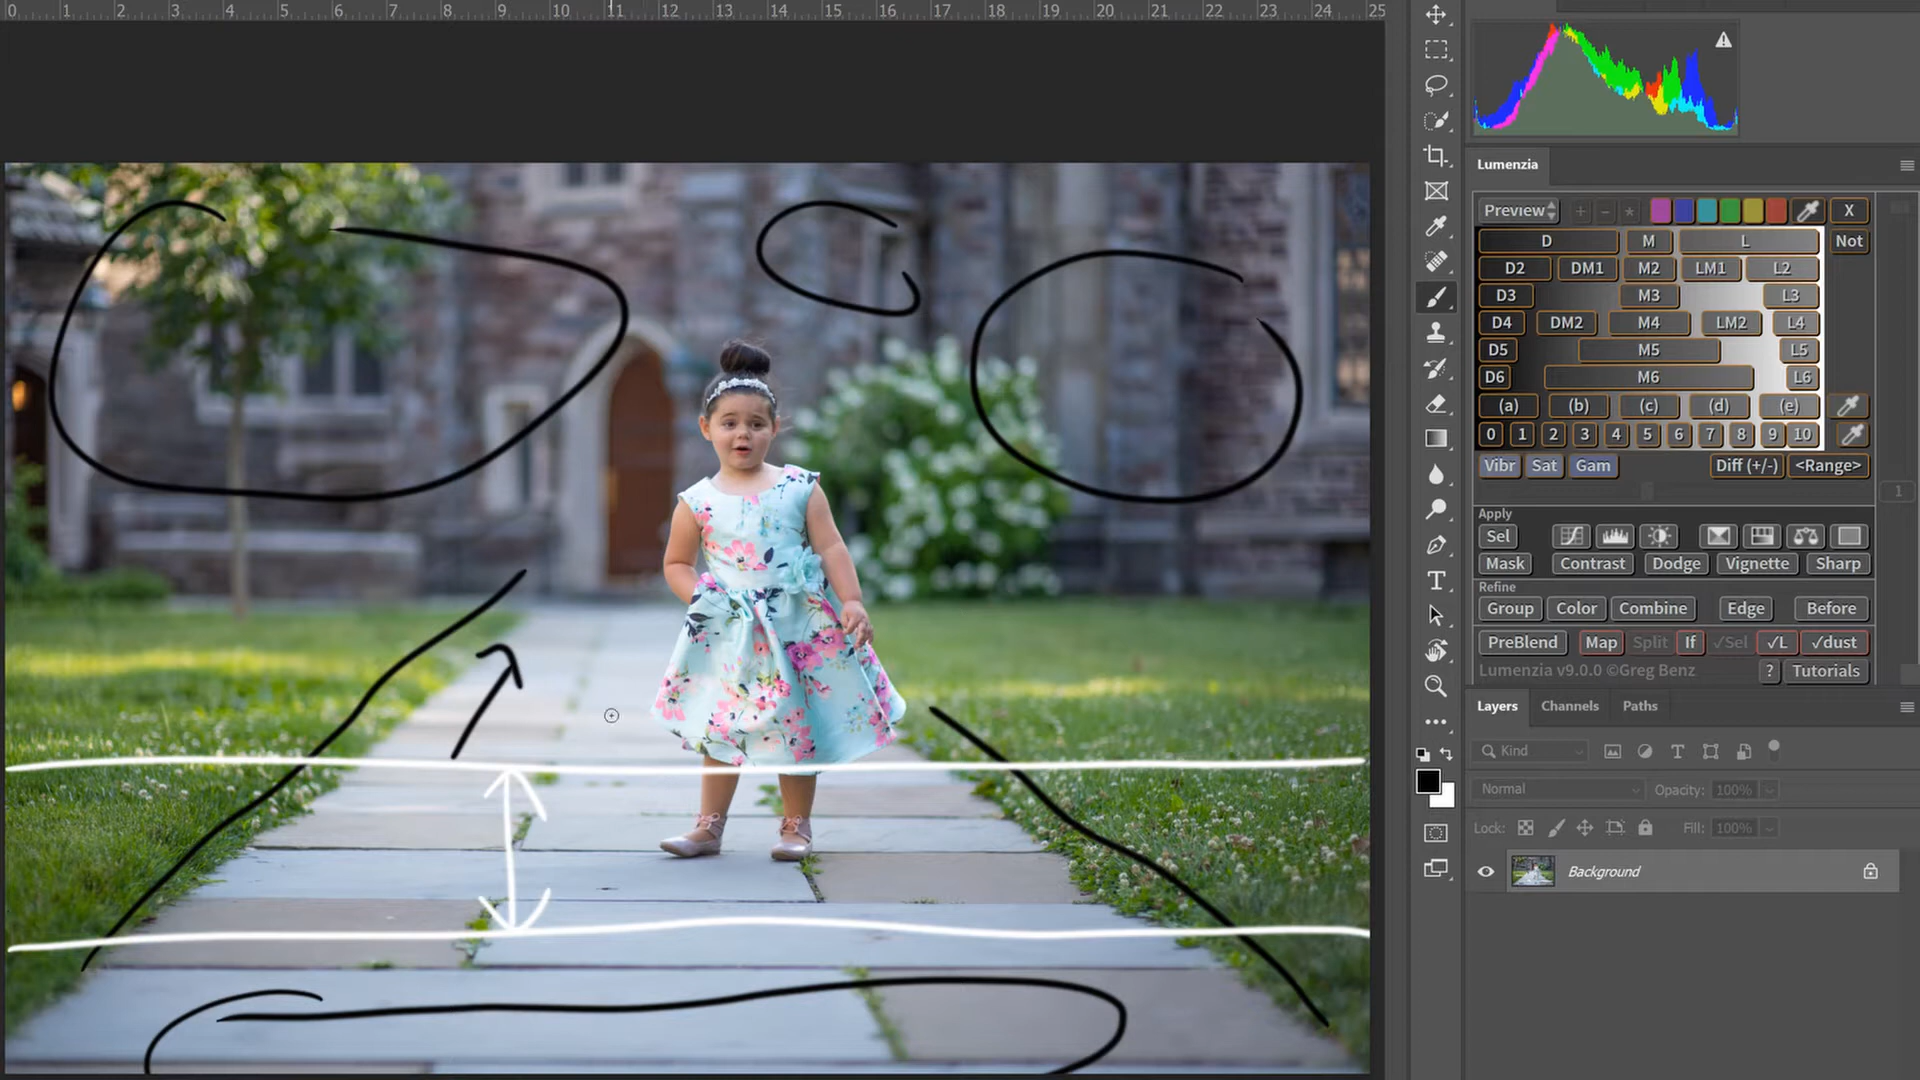 0 1 2 3 4 5 6 7 8 9 10 11 12 13 14 15 16 17 18 19 20 21 22 23 24 25
Lumenzia
Preview + - X
D M L Not
D2 DM1 M2 LM1 L2
D3 M3 L3
D4 DM2 M4 LM2 L4
D5 M5 L5
D6 M6 L6
(a) (b) (c) (d) (e)
0 1 2 3 4 5 6 7 8 9 10
Vibr Sat Gam Diff (+/-) <Range>
1
Apply
Sel
Mask Contrast Dodge Vignette Sharp
Refine
Group Color Combine Edge Before
PreBlend Map Split If ✓Sel ✓L ✓dust
Lumenzia v9.0.0 ©Greg Benz ? Tutorials
Layers Channels Paths
Kind
Normal Opacity: 100%
Lock: Fill: 100%
Background